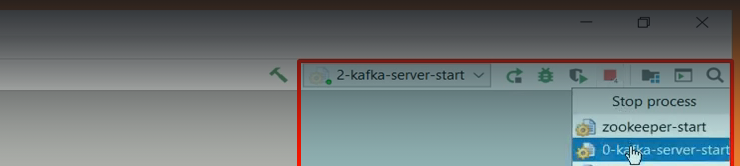 2-kafka-server-start
Stop process
zookeeper-start
0-kafka-server-start